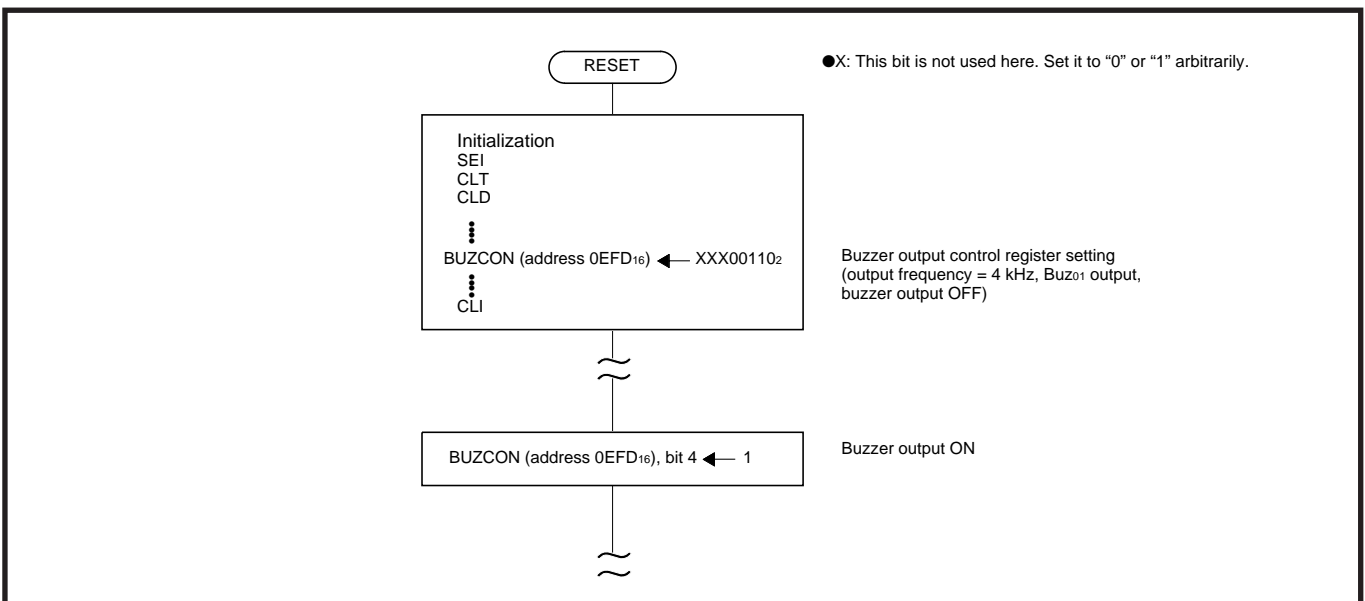 RESET
●X: This bit is not used here. Set it to “0” or “1” arbitrarily.
Initialization
SEI
CLT
CLD
BUZCON (address 0EFD16) ← XXX001102
CLI
Buzzer output control register setting
(output frequency = 4 kHz, Buz01 output,
buzzer output OFF)
BUZCON (address 0EFD16), bit 4 ← 1
Buzzer output ON